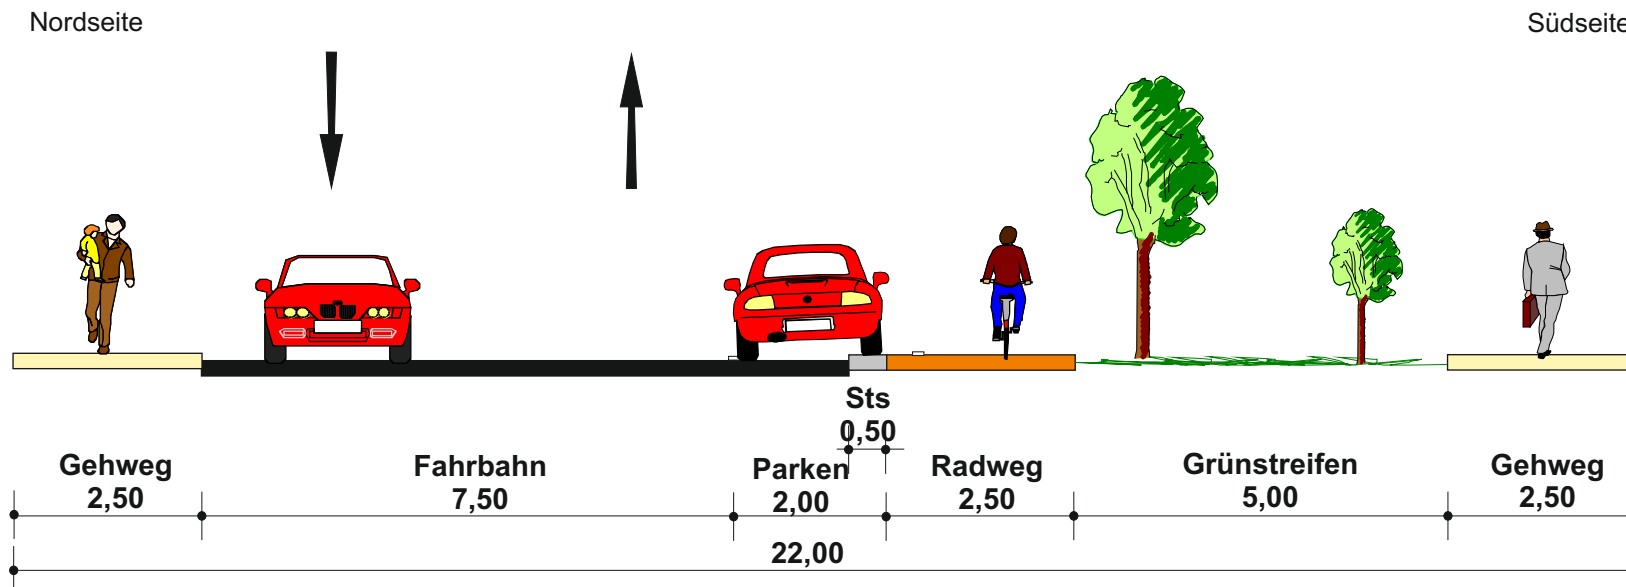 Nordseite
Südseite
Sts
0,50
Gehweg
2,50
Fahrbahn
7,50
Parken
2,00
Radweg
2,50
Grünstreifen
5,00
Gehweg
2,50
22,00